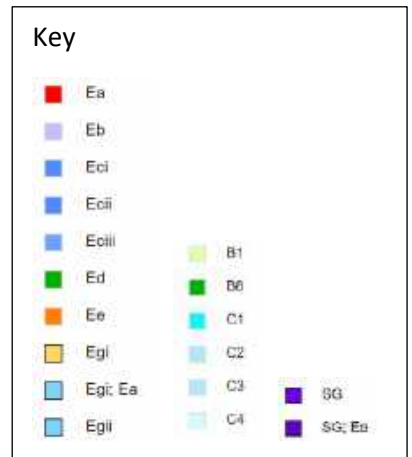 Key
Ea
Eb
Eci
Ecii
Eciii
Ed
Ee
Egi
Egi; Ea
Egii
B1
B6
C1
C2
C3
C4
SG
SG; Ea